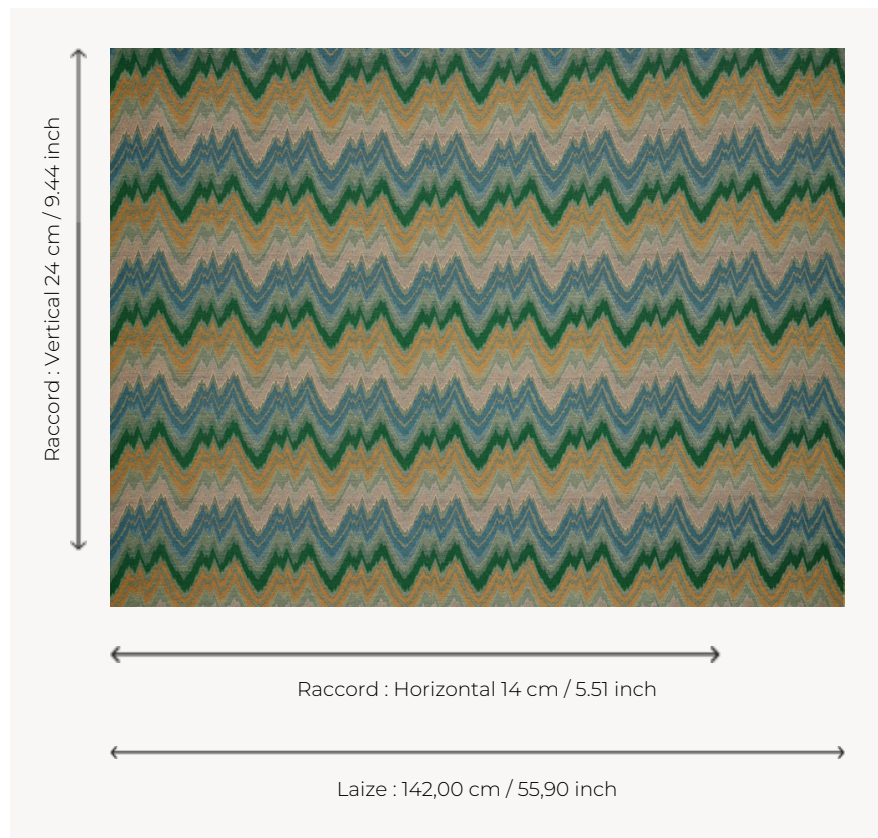 Raccord : Vertical 24 cm / 9.44 inch
Raccord : Horizontal 14 cm / 5.51 inch
Laize : 142,00 cm / 55,90 inch